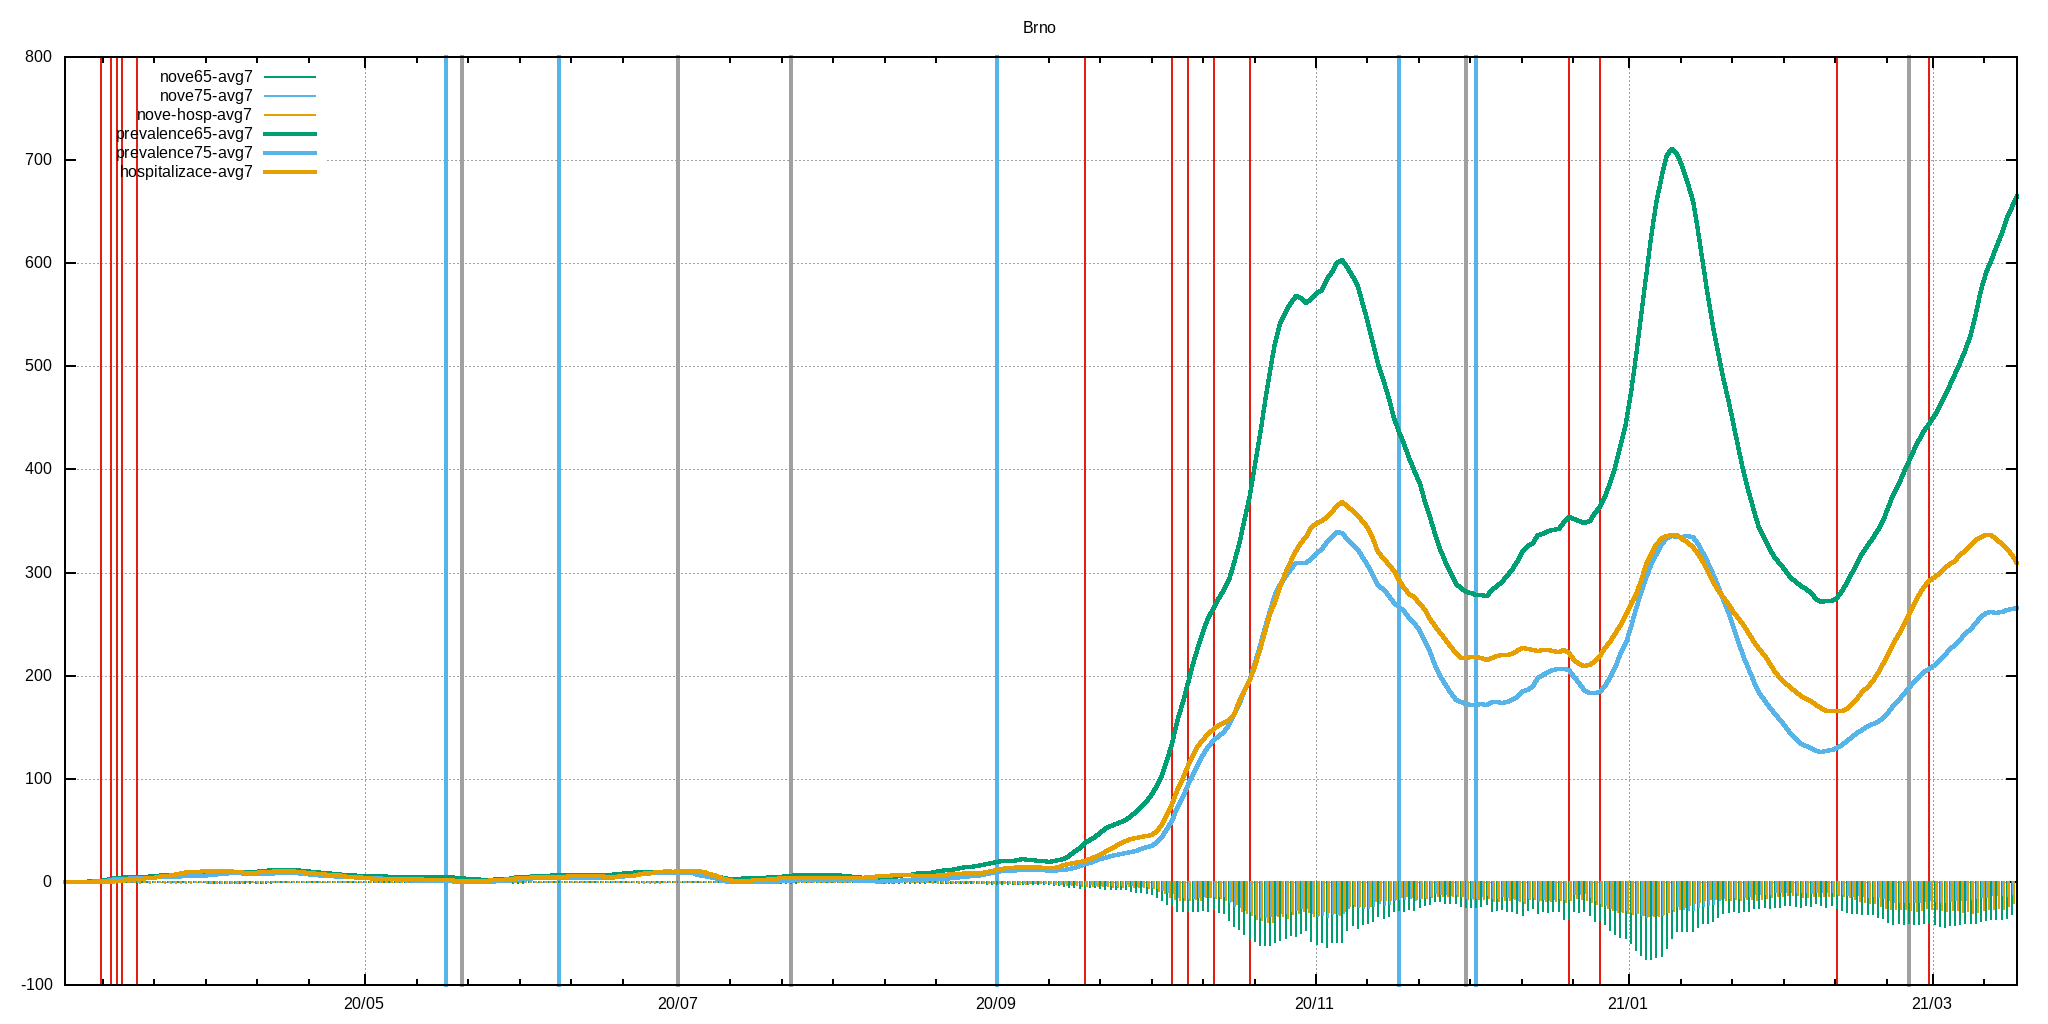 Brno
800
700
600
500
400
300
200
100
0
-100
nove65-avg7
nove75-avg7
nove-hosp-avg7
prevalence65-avg7
prevalence75-avg7
hospitalizace-avg7
20/05 20/07 20/09 20/11 21/01 21/03